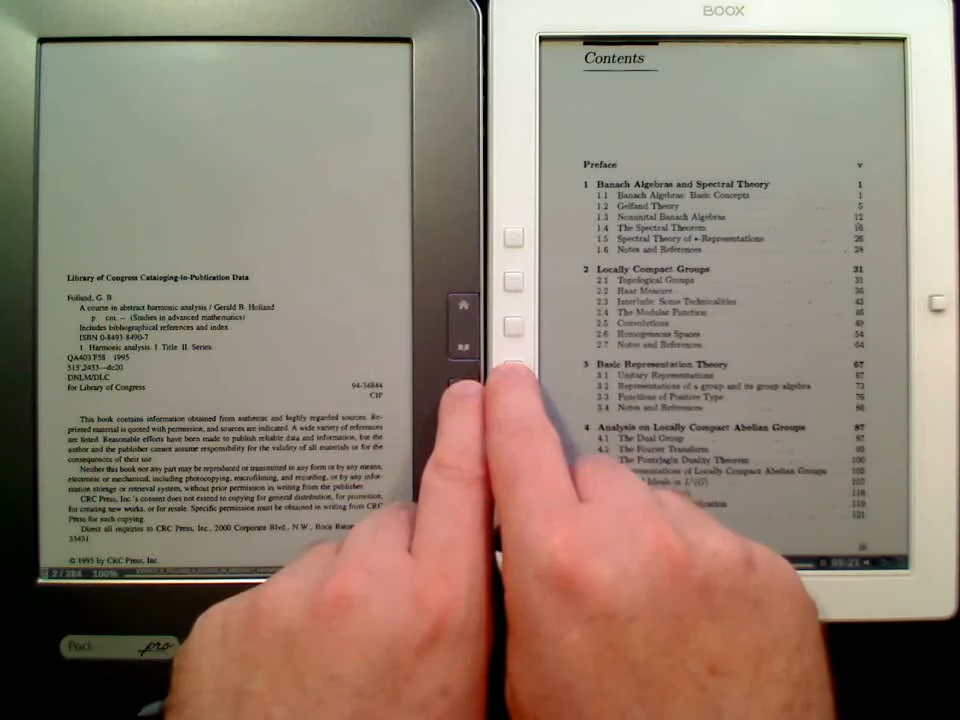 Library of Congress Cataloging-in-Publication Data
Folland, G. B
A course in abstract harmonic analysis / Gerald B Holland
p. cm. — (Studies in advanced mathematics)
Includes bibliographical references and index.
ISBN 0-8493-8490-7
1 Harmonic analysis I Title. II Series.
QA403 F58 1995
515'.2433—dc20
DNLM/DLC
for Library of Congress
94-34844
CIP
This book contains information obtained from authentic and highly regarded sources. Re-
printed material is quoted with permission, and sources are indicated. A wide variety of references
are listed. Reasonable efforts have been made to publish reliable data and information, but the
author and the publisher cannot assume responsibility for the validity of all materials or for the
consequences of their use
Neither this book nor any part may be reproduced or transmitted in any form or by any means,
electronic or mechanical, including photocopying, microfilming, and recording, or by any infor-
mation storage or retrieval system, without prior permission in writing from the publisher.
CRC Press, Inc 's consent does not extend to copying for general distribution, for promotion,
for creating new works, or for resale. Specific permission must be obtained in writing from CRC
Press for such copying.
Direct all inquiries to CRC Press, Inc., 2000 Corporate Blvd., N.W., Boca
33431
© 1995 by CRC Press, Inc
2 / 284 100%
pro
BOOX
Contents
Preface v
1 Banach Algebras and Spectral Theory 1
1.1 Banach Algebras: Basic Concepts 1
1.2 Gelfand Theory 5
1.3 Nonunital Banach Algebras 12
1.4 The Spectral Theorem 16
1.5 Spectral Theory of *-Representations 26
1.6 Notes and References 28
2 Locally Compact Groups 31
2.1 Topological Groups 31
2.2 Haar Measure 36
2.3 Interlude: Some Technicalities 43
2.4 The Modular Function 46
2.5 Convolutions 49
2.6 Homogeneous Spaces 54
2.7 Notes and References 64
3 Basic Representation Theory 67
3.1 Unitary Representations 67
3.2 Representations of a group and its group algebra 73
3.3 Functions of Positive Type 76
3.4 Notes and References 86
4 Analysis on Locally Compact Abelian Groups 87
4.1 The Dual Group 87
4.2 The Fourier Transform 93
The Pontrjagin Duality Theorem 100
of Locally Compact Abelian Groups 102
Ideals in L¹(G)
118
119
121
05:21